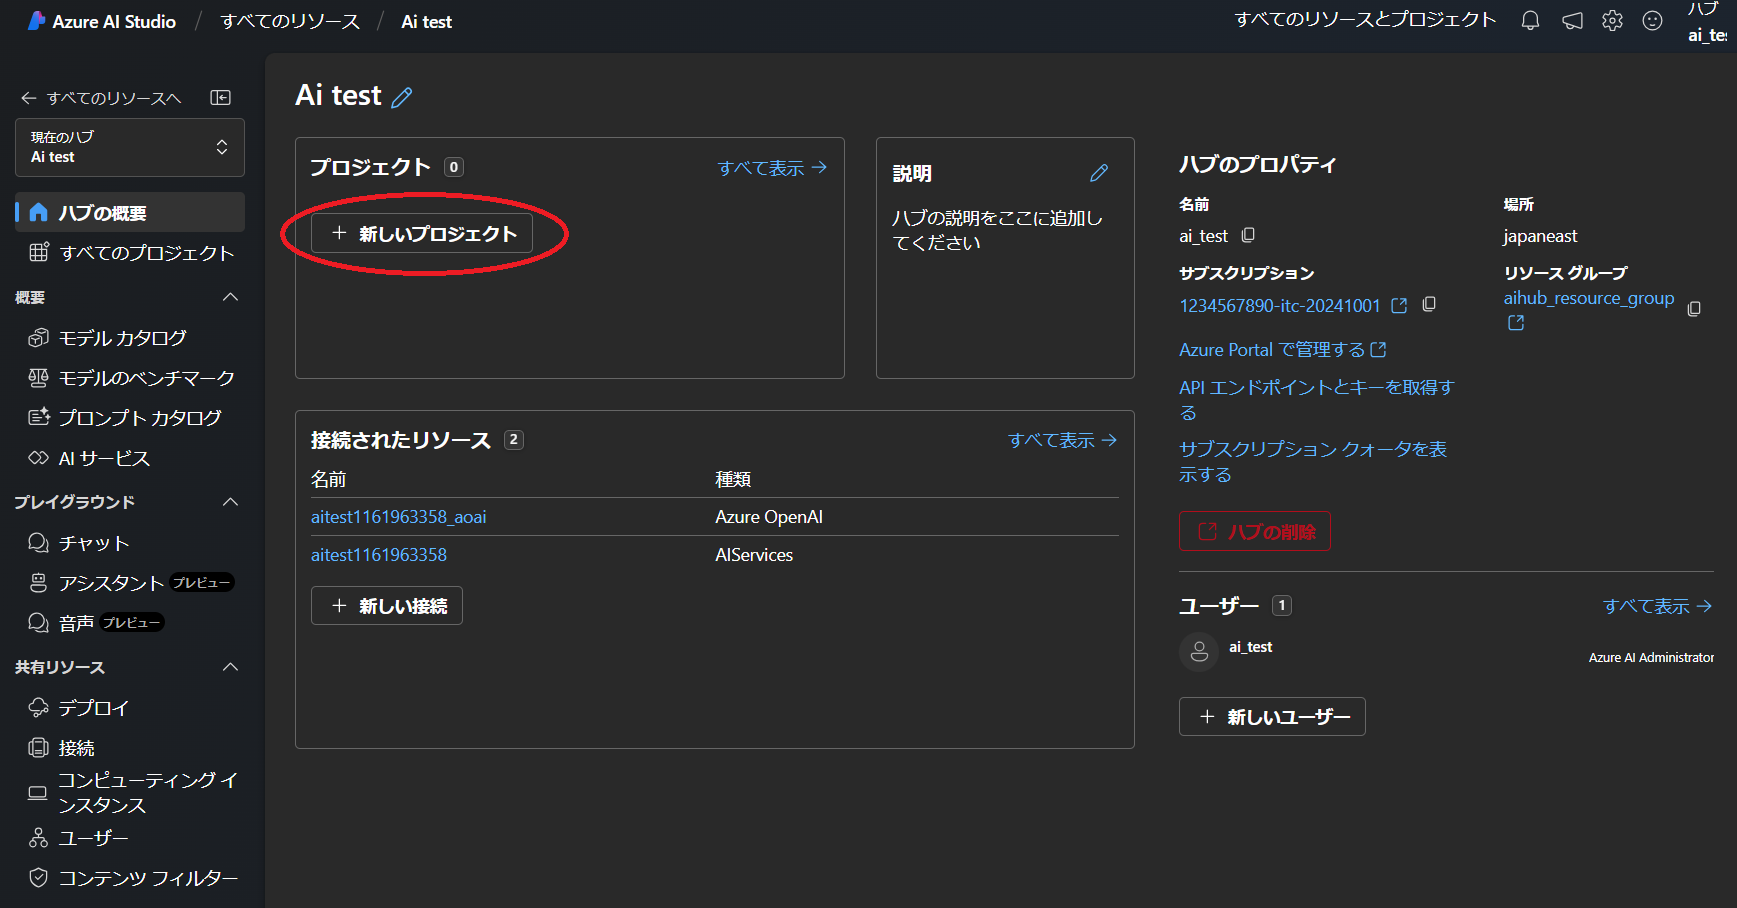 Azure AI Studio / すべてのリソース / Ai test
すべてのリソースとプロジェクト
ハブ
すべてのリソースへ
現在のハブ
Ai test
ハブの概要
すべてのプロジェクト
概要
モデル カタログ
モデルのベンチマーク
プロンプト カタログ
AI サービス
プレイグラウンド
チャット
アシスタント プレビュー
音声 プレビュー
共有リソース
デプロイ
接続
コンピューティング イ
ンスタンス
ユーザー
コンテンツ フィルター
Ai test
プロジェクト 0
すべて表示
新しいプロジェクト
説明
ハブの説明をここに追加し
てください
接続されたリソース 2
すべて表示
名前 種類
aitest1161963358_aoai Azure OpenAI
aitest1161963358 AIServices
新しい接続
ハブのプロパティ
名前
ai_test
場所
japaneast
サブスクリプション
1234567890-itc-20241001
リソース グループ
aihub_resource_group
Azure Portal で管理する
API エンドポイントとキーを取得す
る
サブスクリプション クォータを表
示する
ハブの削除
ユーザー 1
すべて表示
ai_test
Azure AI Administrator
新しいユーザー